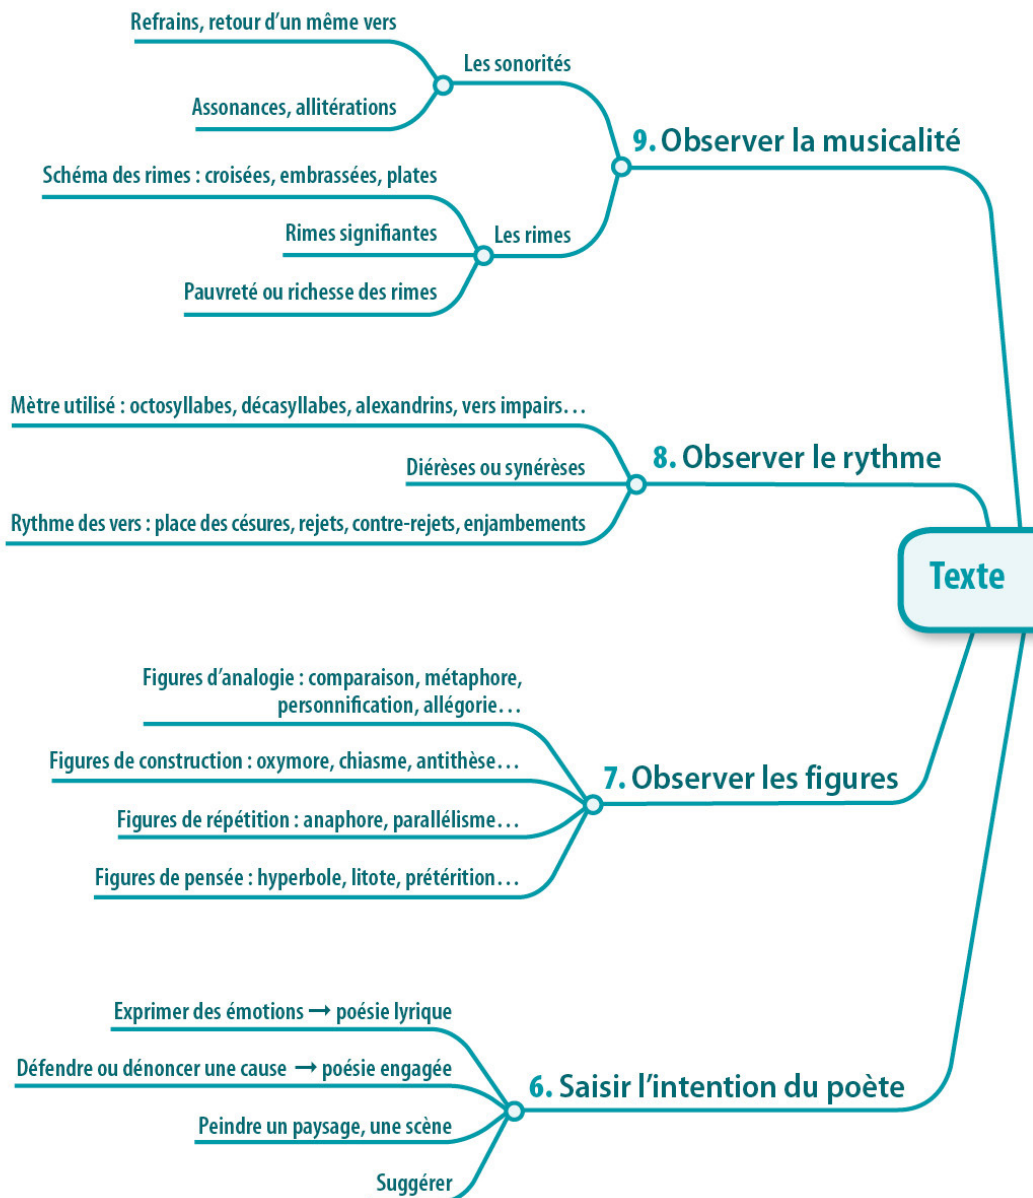 Refrains, retour d’un même vers
Les sonorités
Assonances, allitérations
9. Observer la musicalité
Schéma des rimes : croisées, embrassées, plates
Rimes signifiantes
Les rimes
Pauvreté ou richesse des rimes
Mètre utilisé : octosyllabes, décasyllabes, alexandrins, vers impairs…
8. Observer le rythme
Diérèses ou synérèses
Rythme des vers : place des césures, rejets, contre-rejets, enjambements
Texte
Figures d’analogie : comparaison, métaphore,
personnification, allégorie…
Figures de construction : oxymore, chiasme, antithèse…
7. Observer les figures
Figures de répétition : anaphore, parallélisme…
Figures de pensée : hyperbole, litote, prétérition…
Exprimer des émotions → poésie lyrique
Défendre ou dénoncer une cause → poésie engagée
6. Saisir l’intention du poète
Peindre un paysage, une scène
Suggérer